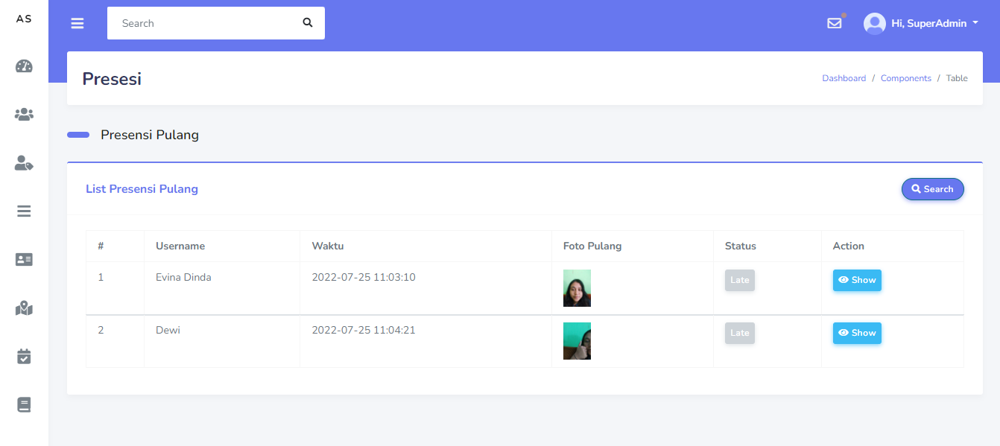 AS
Search
Hi, SuperAdmin
Presesi
Dashboard / Components / Table
Presensi Pulang
List Presensi Pulang
Search
# Username Waktu Foto Pulang Status Action
1 Evina Dinda 2022-07-25 11:03:10 Late Show
2 Dewi 2022-07-25 11:04:21 Late Show